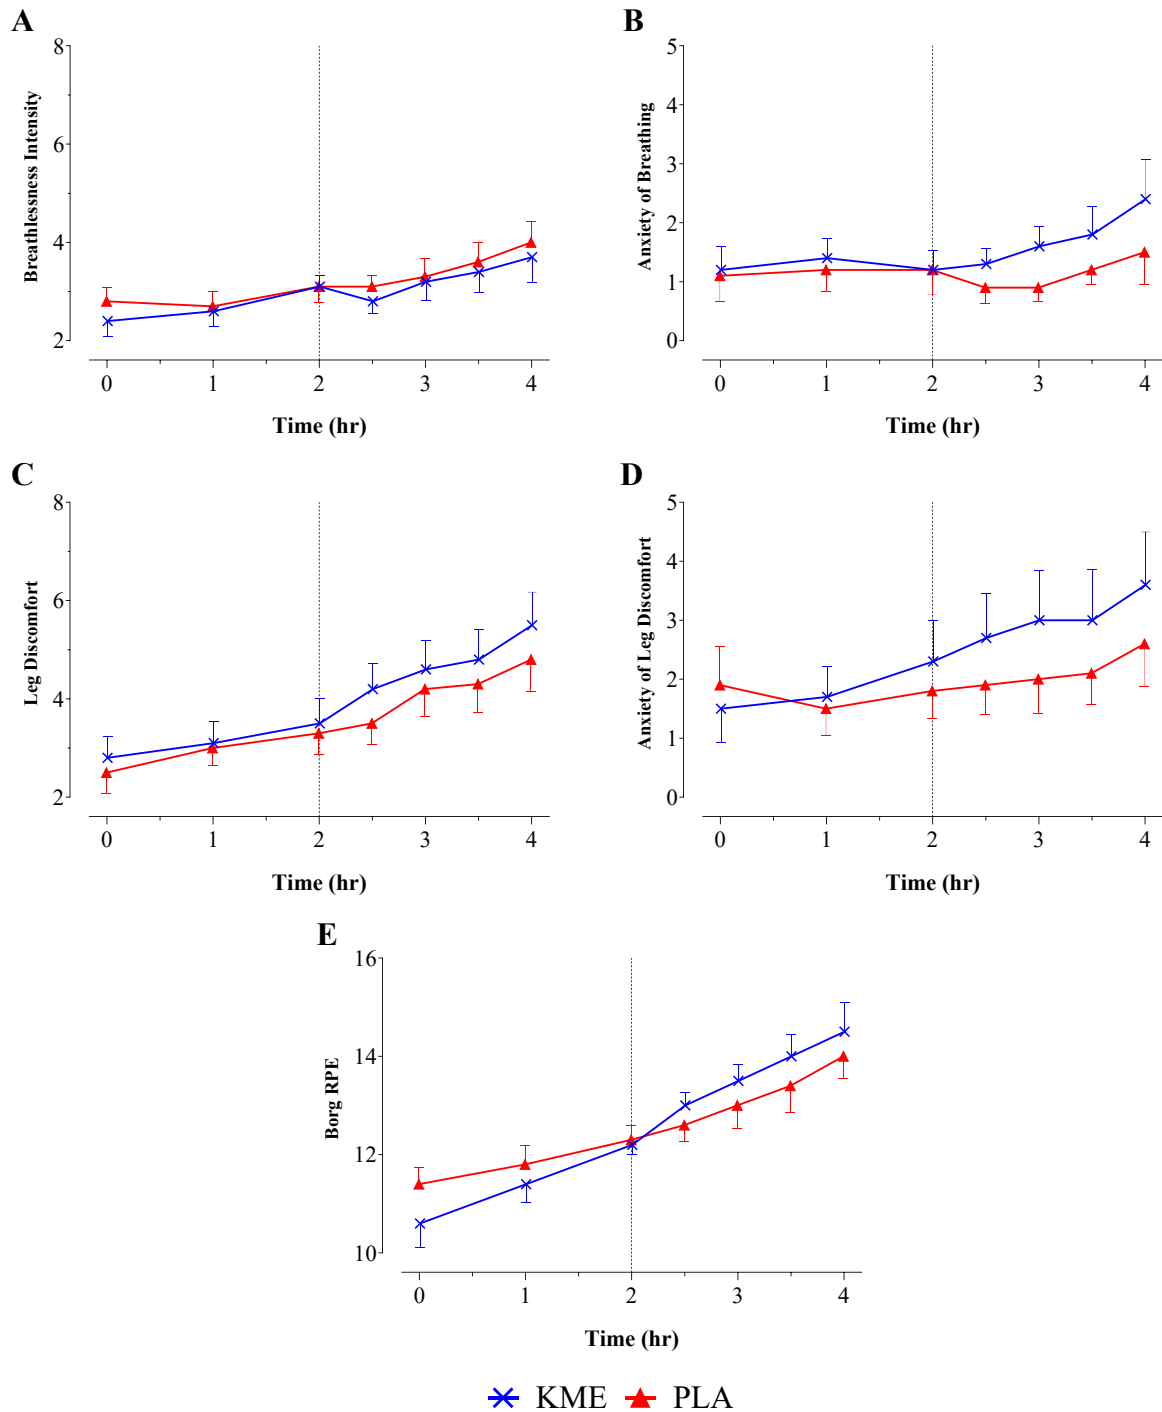 A
8
6
4
2
Breathlessness Intensity
0 1 2 3 4
Time (hr)
B
5
4
3
2
1
0
Anxiety of Breathing
0 1 2 3 4
Time (hr)
C
8
6
4
2
Leg Discomfort
0 1 2 3 4
Time (hr)
D
5
4
3
2
1
0
Anxiety of Leg Discomfort
0 1 2 3 4
Time (hr)
E
16
14
12
10
Borg RPE
0 1 2 3 4
Time (hr)
KME PLA